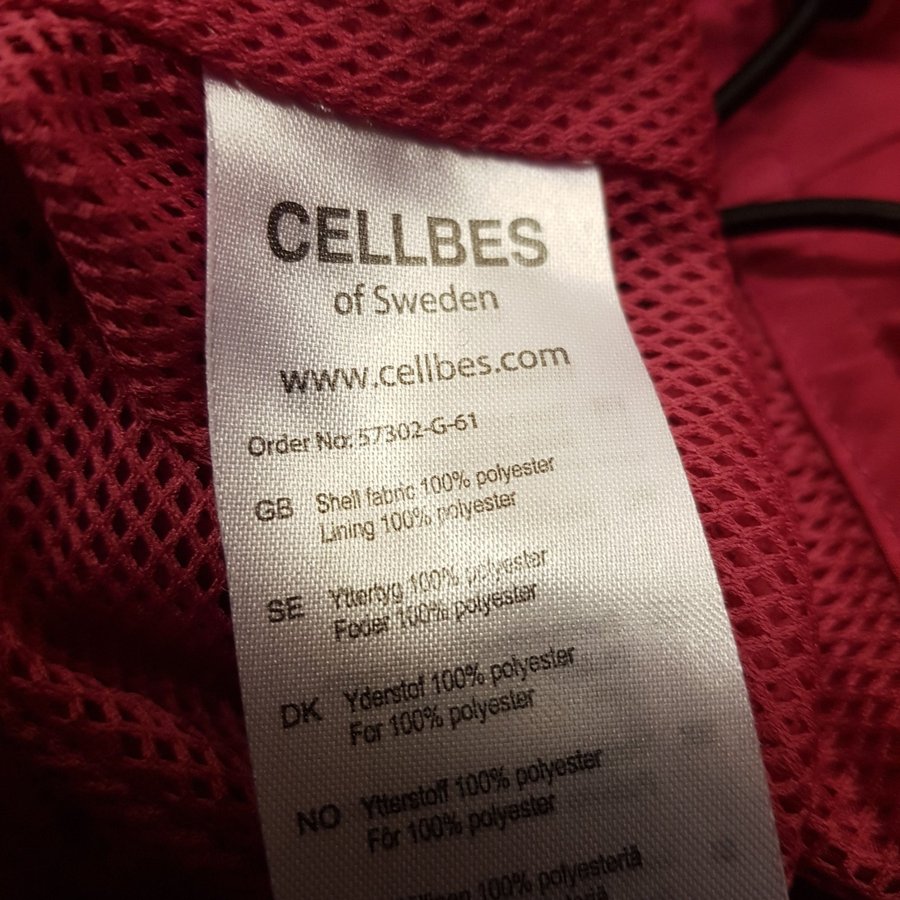 CELLBES
of Sweden
www.cellbes.com
Order No: 57302-G-61
GB Shell fabric 100% polyester
Lining 100% polyester
SE Yttertyg 100% polyester
Foder 100% polyester
DK Yderstof 100% polyester
For 100% polyester
NO Ytterstoff 100% polyester
Fôr 100% polyester
100% polyesteriä